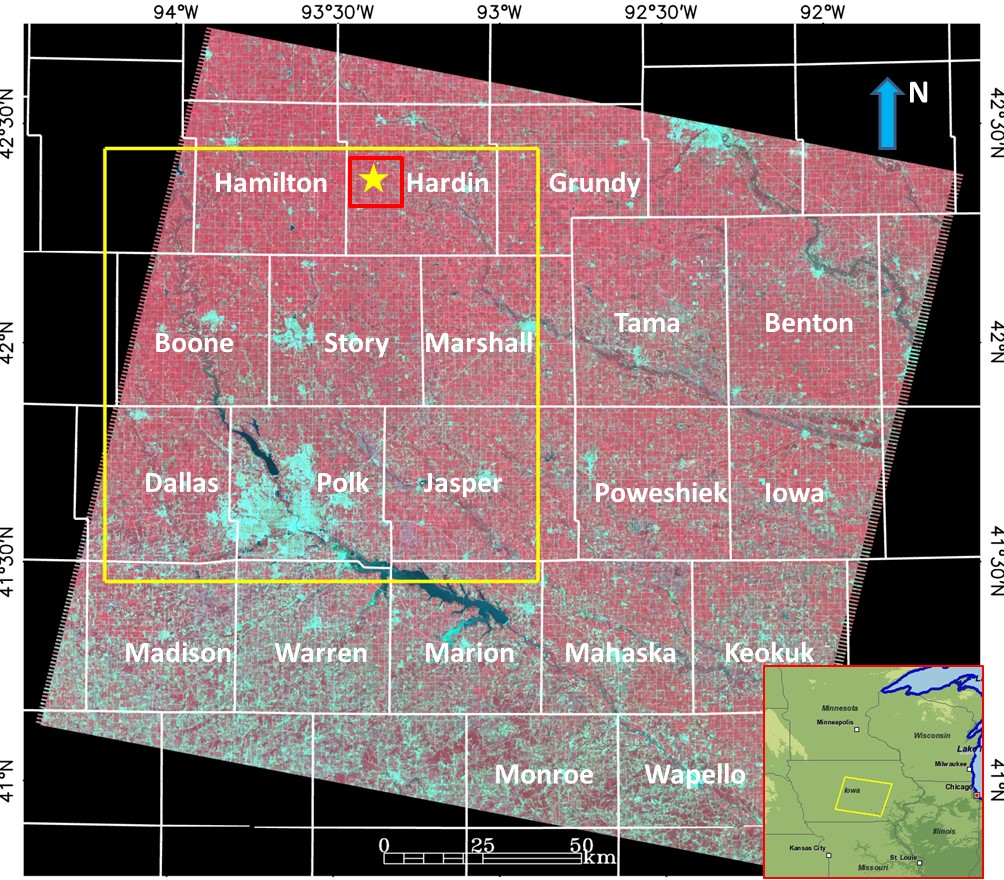 94°W 93°30'W 93°W 92°30'W 92°W
42°30'N
42°30'N
N
Hamilton Hardin Grundy
Tama Benton
42°N
42°N
Boone Story Marshall
Dallas Polk Jasper Poweshiek Iowa
41°30'N
41°30'N
Madison Warren Marion Mahaska Keokuk
Monroe Wapello
41°N
41°N
0 25 50
km
Minnesota
Minneapolis
Wisconsin
Lake
Milwaukee
Chicago
Iowa
Illinois
Kansas City
St. Louis
Missouri